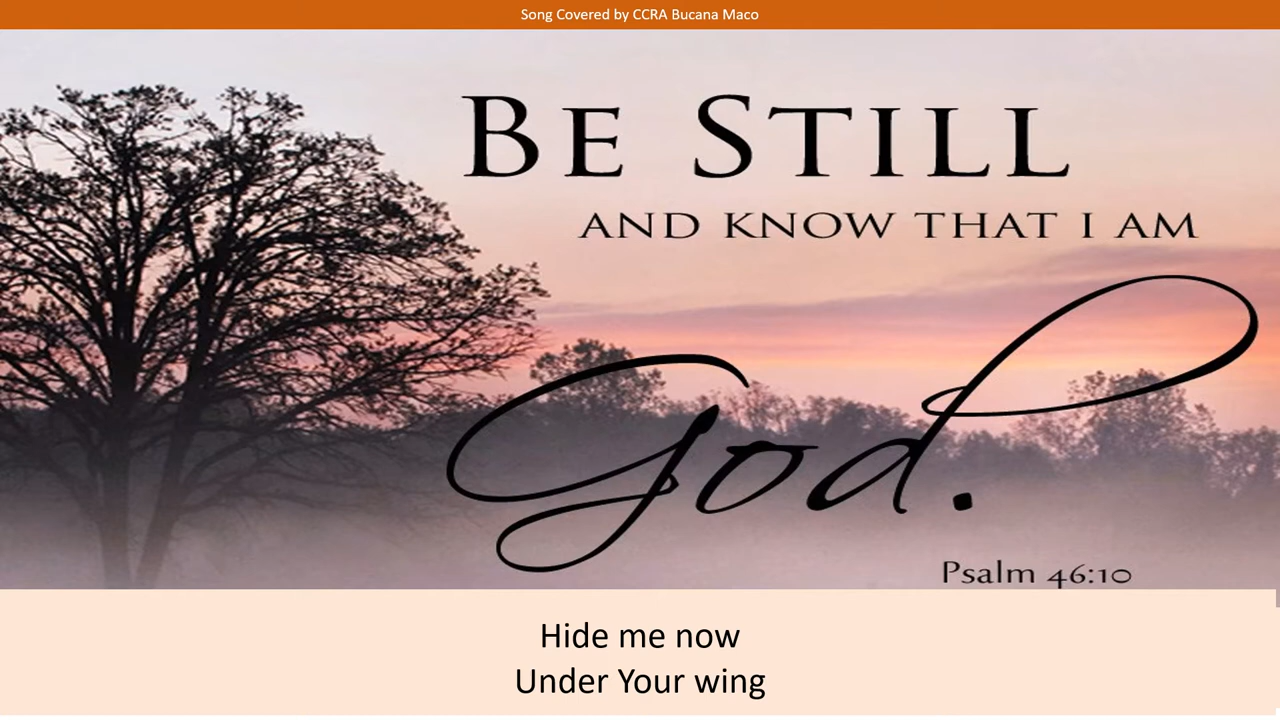 Song Covered by CCRA Bucana Maco
BE STILL
AND KNOW THAT I AM
God.
Psalm 46:10
Hide me now
Under Your wing